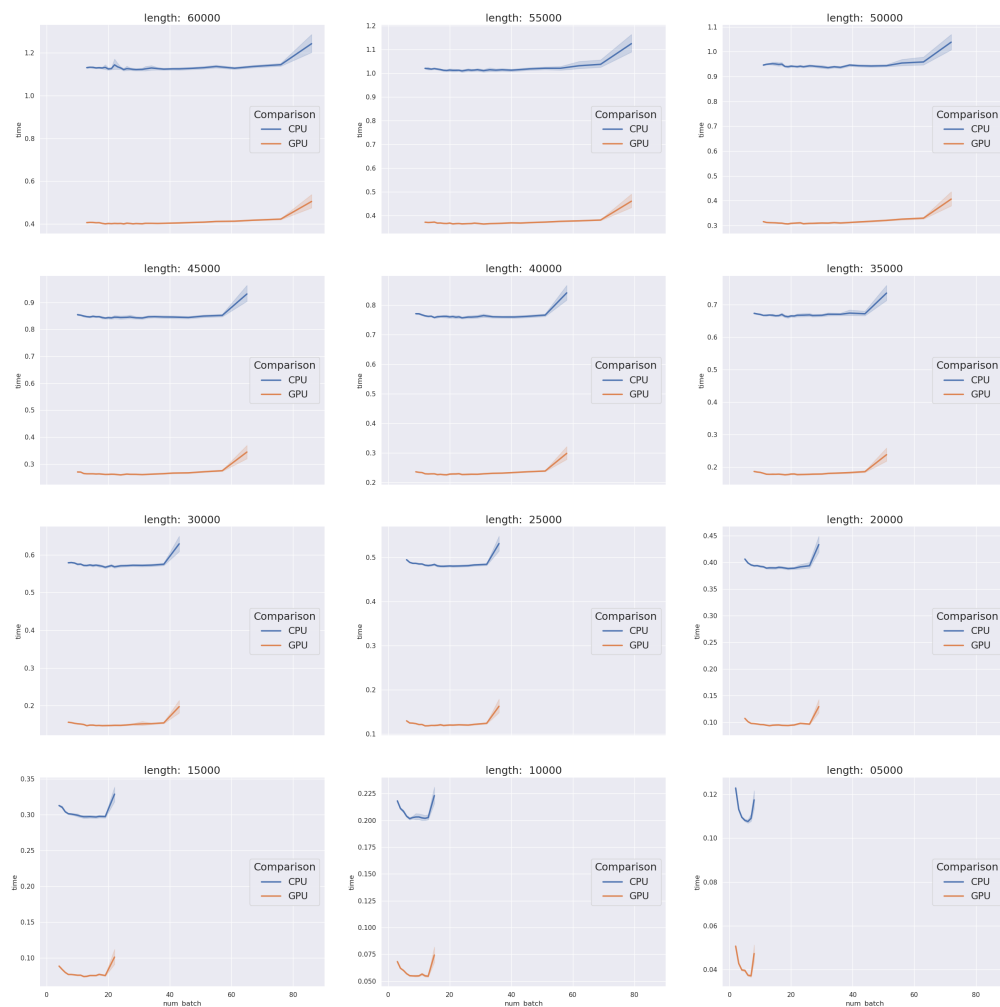 length: 60000
1.2
1.0
0.8
0.6
0.4
time
Comparison
CPU
GPU
length: 55000
1.2
1.1
1.0
0.9
0.8
0.7
0.6
0.5
0.4
time
Comparison
CPU
GPU
length: 50000
1.1
1.0
0.9
0.8
0.7
0.6
0.5
0.4
0.3
time
Comparison
CPU
GPU
length: 45000
0.9
0.8
0.7
0.6
0.5
0.4
0.3
time
Comparison
CPU
GPU
length: 40000
0.8
0.7
0.6
0.5
0.4
0.3
0.2
time
Comparison
CPU
GPU
length: 35000
0.7
0.6
0.5
0.4
0.3
0.2
time
Comparison
CPU
GPU
length: 30000
0.6
0.5
0.4
0.3
0.2
time
Comparison
CPU
GPU
length: 25000
0.5
0.4
0.3
0.2
0.1
time
Comparison
CPU
GPU
length: 20000
0.45
0.40
0.35
0.30
0.25
0.20
0.15
0.10
time
Comparison
CPU
GPU
length: 15000
0.35
0.30
0.25
0.20
0.15
0.10
time
Comparison
CPU
GPU
0 20 40 60 80
num_batch
length: 10000
0.225
0.200
0.175
0.150
0.125
0.100
0.075
0.050
time
Comparison
CPU
GPU
0 20 40 60 80
num_batch
length: 05000
0.12
0.10
0.08
0.06
0.04
time
Comparison
CPU
GPU
0 20 40 60 80
num_batch